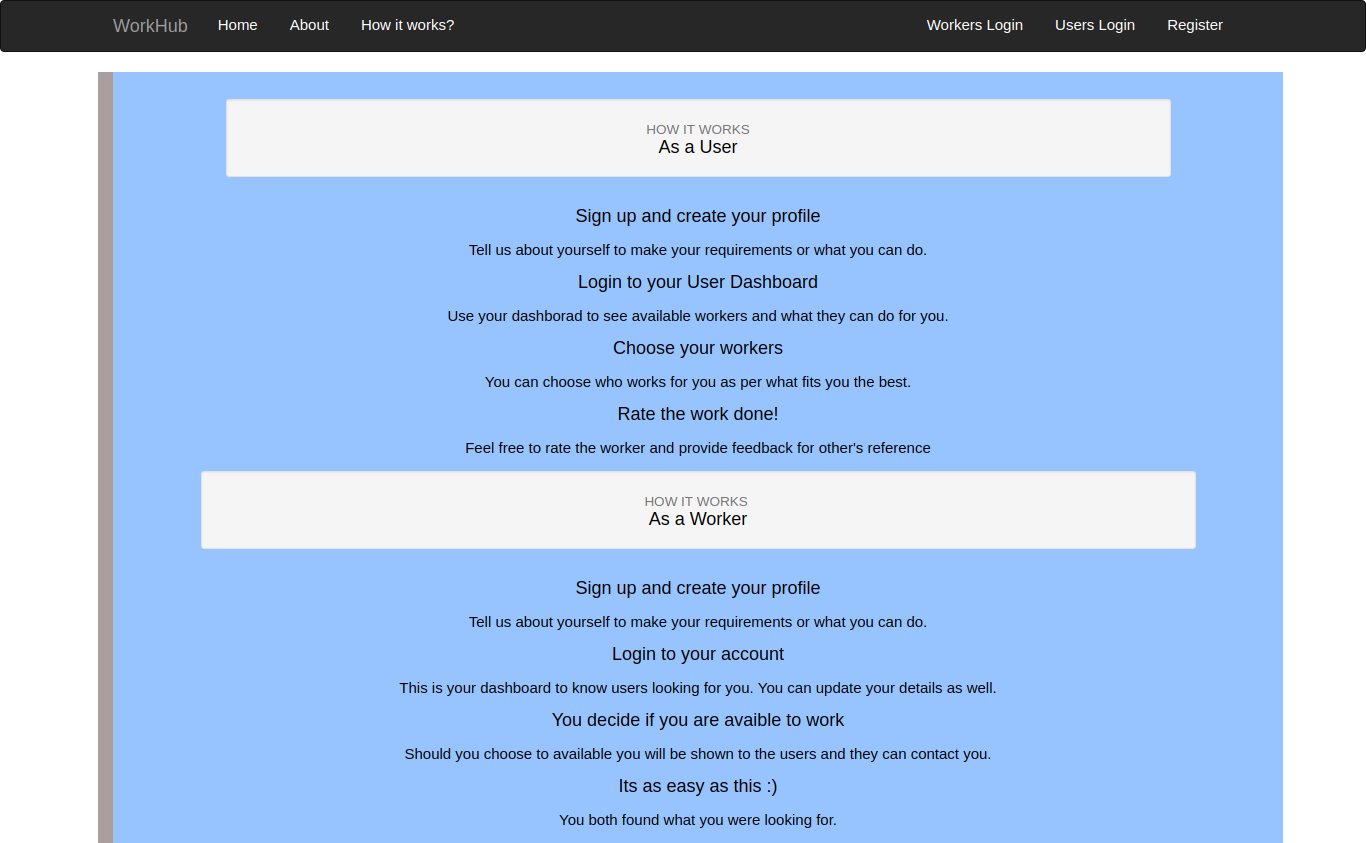 WorkHub Home About How it works? Workers Login Users Login Register
HOW IT WORKS
As a User
Sign up and create your profile
Tell us about yourself to make your requirements or what you can do.
Login to your User Dashboard
Use your dashborad to see available workers and what they can do for you.
Choose your workers
You can choose who works for you as per what fits you the best.
Rate the work done!
Feel free to rate the worker and provide feedback for other's reference
HOW IT WORKS
As a Worker
Sign up and create your profile
Tell us about yourself to make your requirements or what you can do.
Login to your account
This is your dashboard to know users looking for you. You can update your details as well.
You decide if you are avaible to work
Should you choose to available you will be shown to the users and they can contact you.
Its as easy as this :)
You both found what you were looking for.